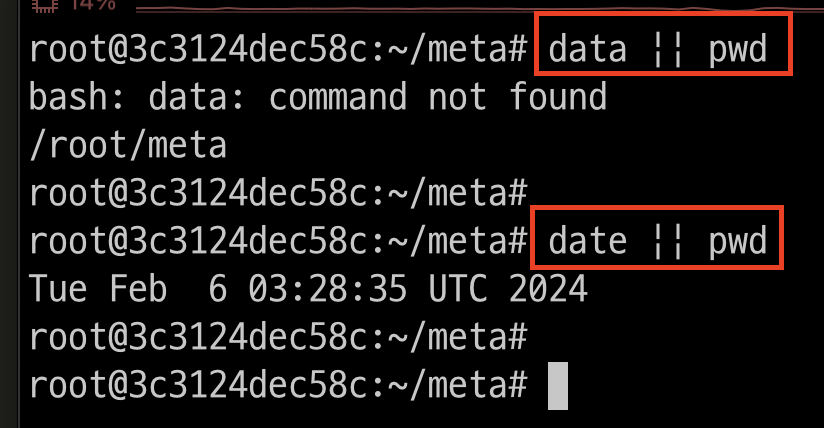 14%
root@3c3124dec58c:~/meta# data || pwd
bash: data: command not found
/root/meta
root@3c3124dec58c:~/meta#
root@3c3124dec58c:~/meta# date || pwd
Tue Feb  6 03:28:35 UTC 2024
root@3c3124dec58c:~/meta#
root@3c3124dec58c:~/meta#